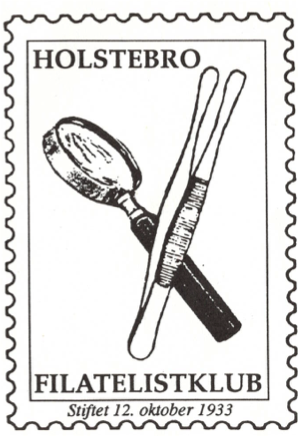 HOLSTEBRO
FILATELISTKLUB
Stiftet 12. oktober 1933